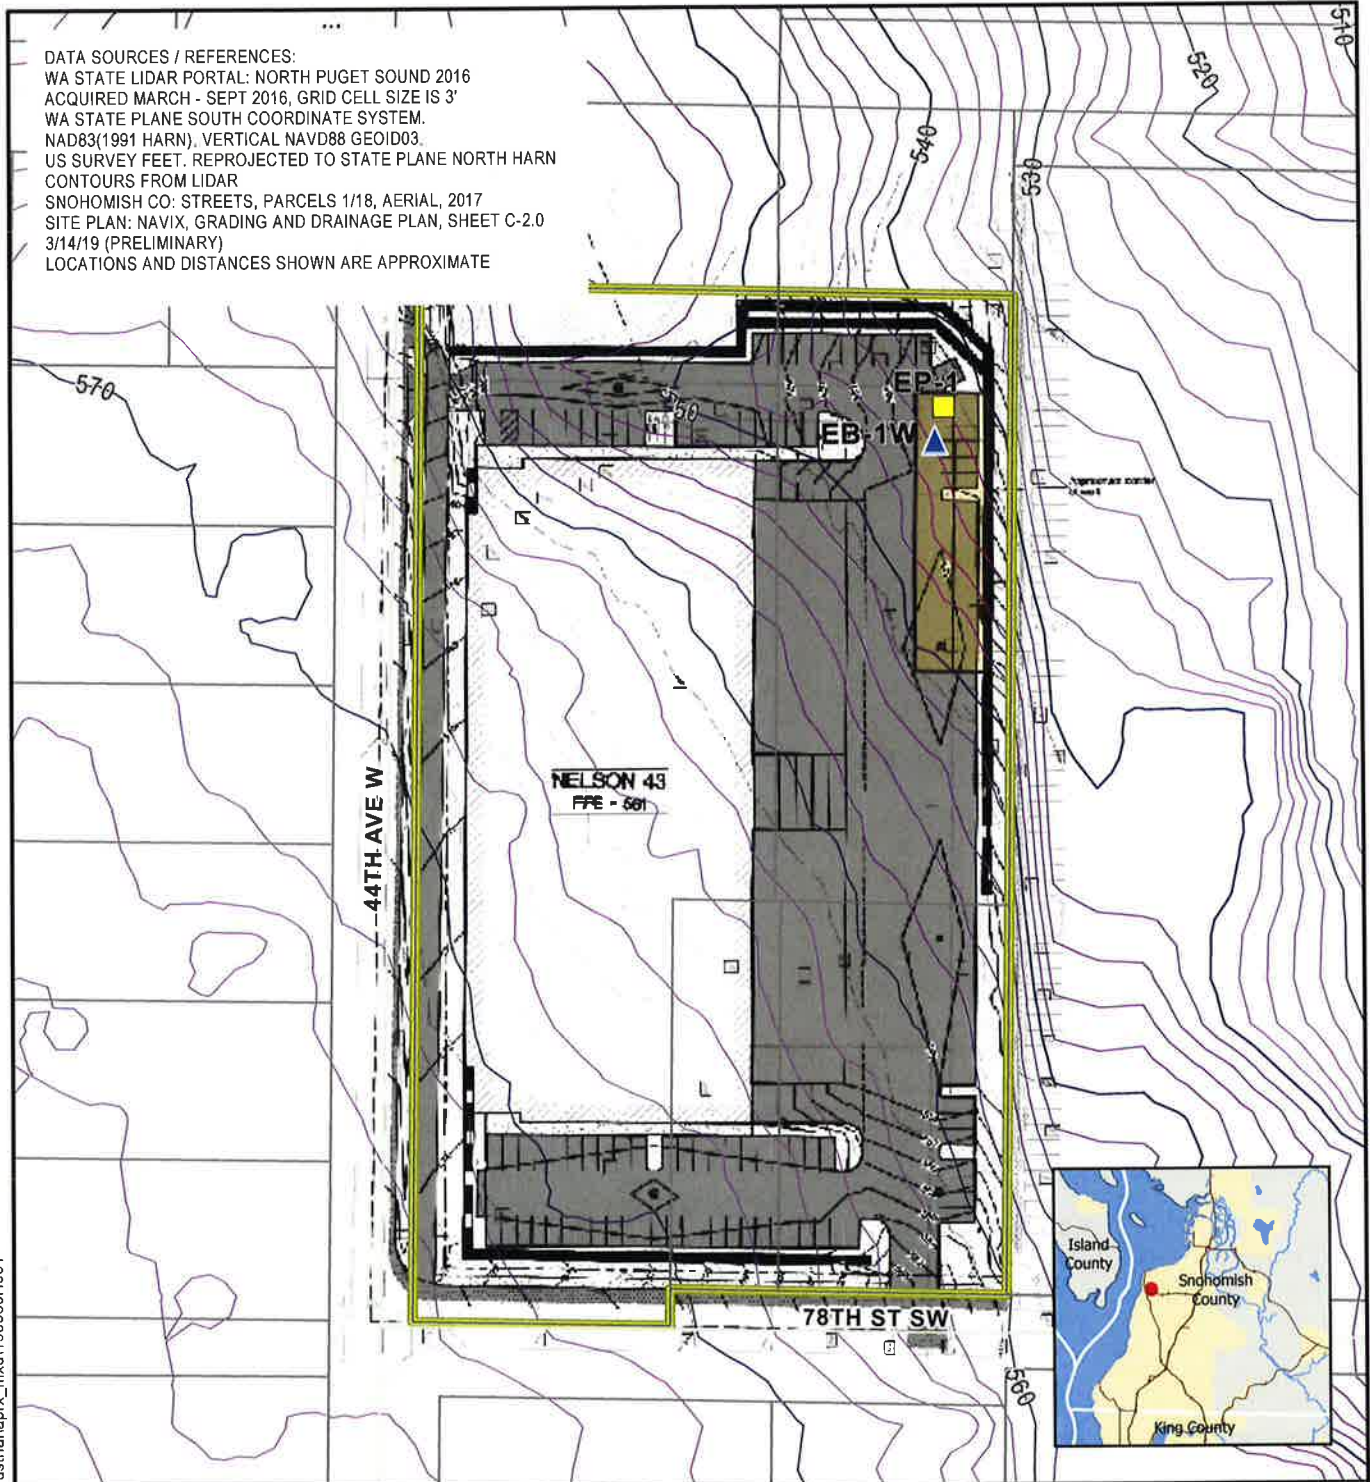 DATA SOURCES / REFERENCES:
WA STATE LIDAR PORTAL: NORTH PUGET SOUND 2016
ACQUIRED MARCH - SEPT 2016, GRID CELL SIZE IS 3'
WA STATE PLANE SOUTH COORDINATE SYSTEM.
NAD83(1991 HARN), VERTICAL NAVD88 GEOID03,
US SURVEY FEET. REPROJECTED TO STATE PLANE NORTH HARN
CONTOURS FROM LIDAR
SNOHOMISH CO: STREETS, PARCELS 1/18, AERIAL, 2017
SITE PLAN: NAVIX, GRADING AND DRAINAGE PLAN, SHEET C-2.0
3/14/19 (PRELIMINARY)
LOCATIONS AND DISTANCES SHOWN ARE APPROXIMATE
510
520
540
530
570
550
EP-1
EB-1W
NELSON 43
FFE = 561
44TH AVE W
78TH ST SW
560
Island
County
Snohomish
County
King County